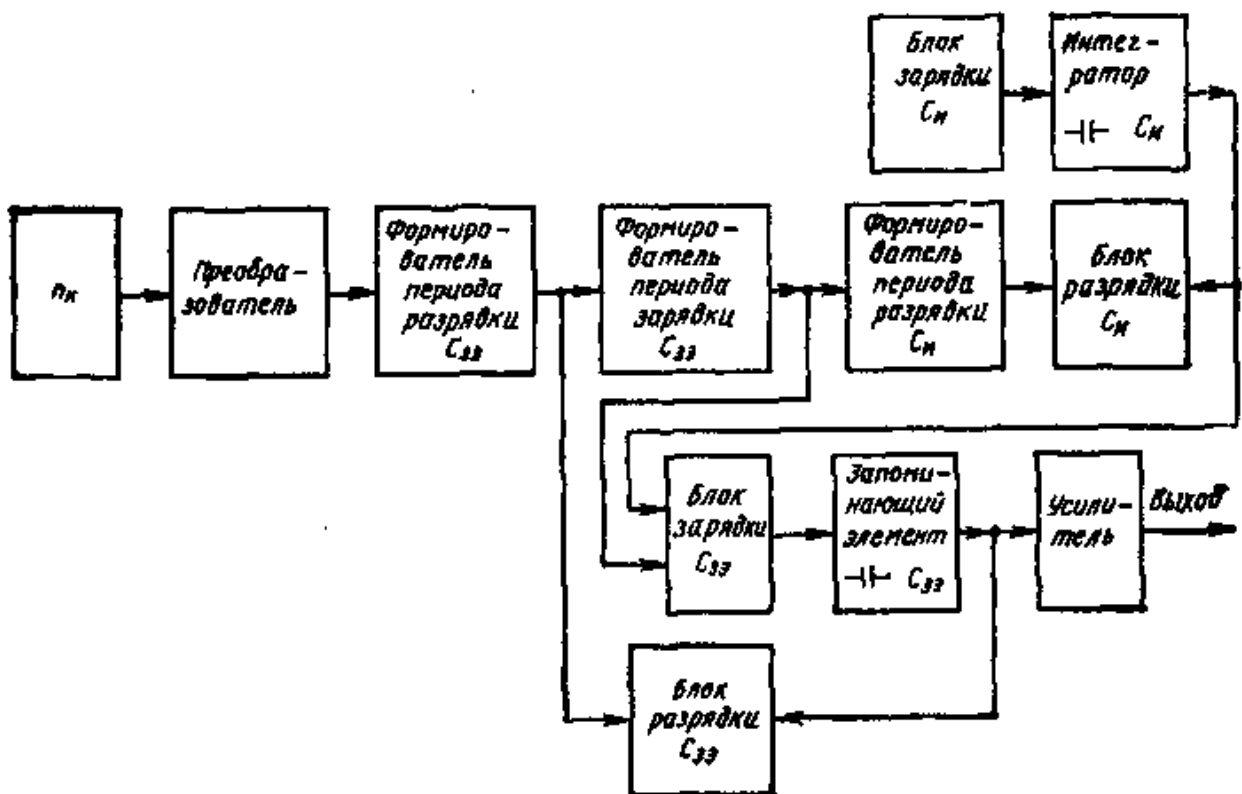 Блок
зарядки
Cи
Интег-
ратор
Cи
nк
Преобра-
зователь
Формиро-
ватель
периода
разрядки
Cзэ
Формиро-
ватель
периода
зарядки
Cзэ
Формиро-
ватель
периода
разрядки
Cи
Блок
разрядки
Cи
Блок
зарядки
Cзэ
Запоми-
нающий
элемент
Cзэ
Усили-
тель
Выход
Блок
разрядки
Cзэ